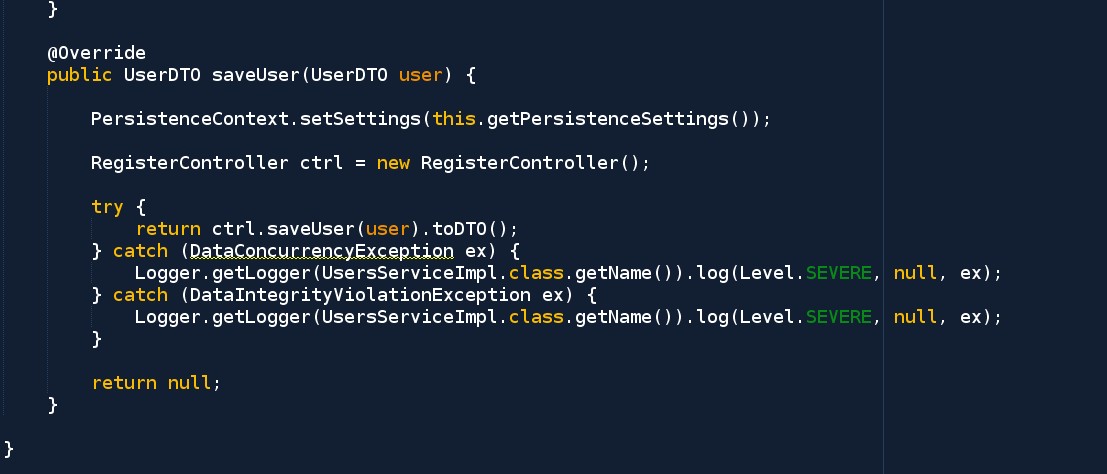 }
@Override
public UserDTO saveUser(UserDTO user) {
PersistenceContext.setSettings(this.getPersistenceSettings());
RegisterController ctrl = new RegisterController();
try {
return ctrl.saveUser(user).toDTO();
} catch (DataConcurrencyException ex) {
Logger.getLogger(UsersServiceImpl.class.getName()).log(Level.SEVERE, null, ex);
} catch (DataIntegrityViolationException ex) {
Logger.getLogger(UsersServiceImpl.class.getName()).log(Level.SEVERE, null, ex);
}
return null;
}
}